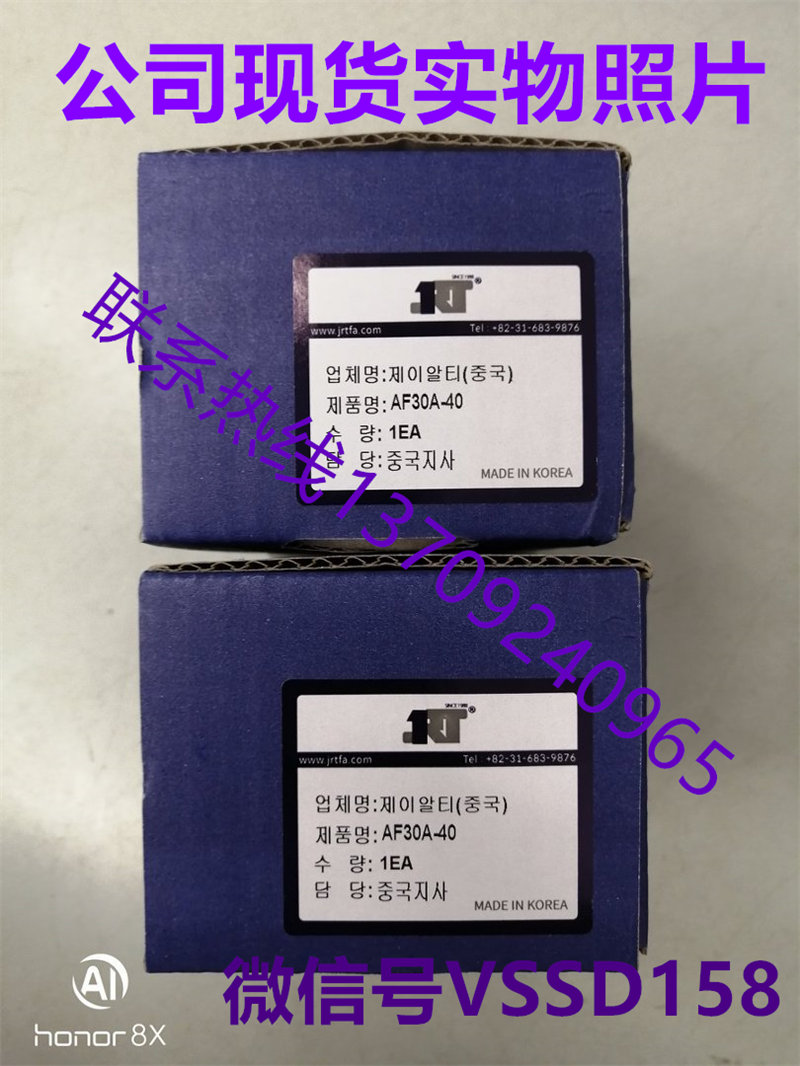 公司现货实物照片
SINCE 1988
JRT®
www.jrtfa.com
Tel : +82-31-683-9876
업체명:제이알티(중국)
제품명: AF30A-40
수 량: 1EA
담 당: 중국지사
MADE IN KOREA
联系热线13709240965
SINCE 1988
JRT®
www.jrtfa.com
Tel : +82-31-683-9876
업체명:제이알티(중국)
제품명: AF30A-40
수 량: 1EA
담 당: 중국지사
MADE IN KOREA
微信号VSSD158
AI
honor 8X